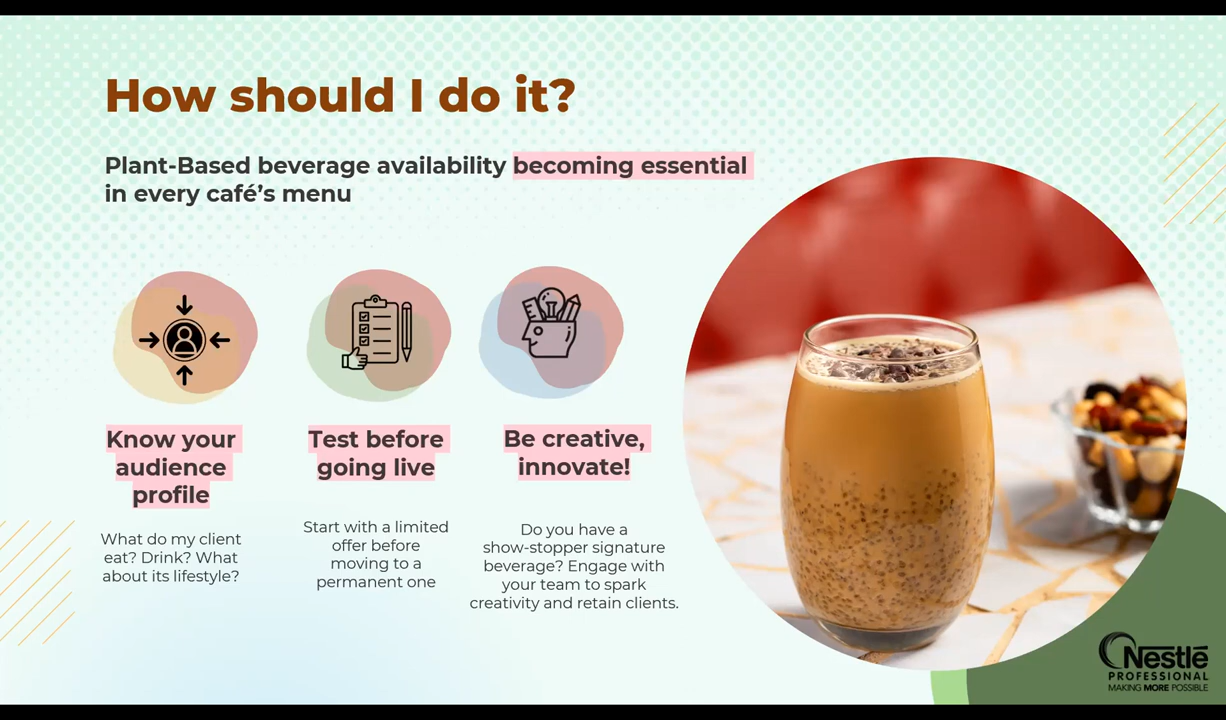 How should I do it?
Plant-Based beverage availability becoming essential
in every café’s menu
Know your
audience
profile
What do my client
eat? Drink? What
about its lifestyle?
Test before
going live
Start with a limited
offer before
moving to a
permanent one
Be creative,
innovate!
Do you have a
show-stopper signature
beverage? Engage with
your team to spark
creativity and retain clients.
Nestlé
PROFESSIONAL
MAKING MORE POSSIBLE